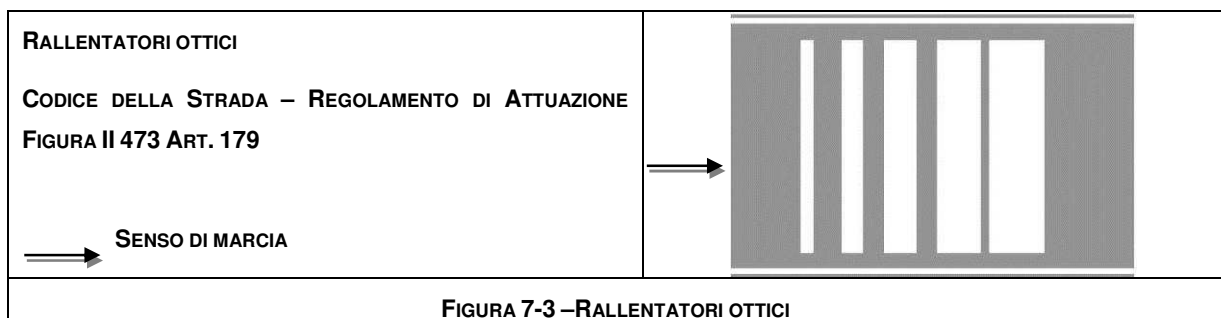 RALLENTATORI OTTICI
CODICE DELLA STRADA – REGOLAMENTO DI ATTUAZIONE
FIGURA II 473 ART. 179
SENSO DI MARCIA
FIGURA 7-3 –RALLENTATORI OTTICI